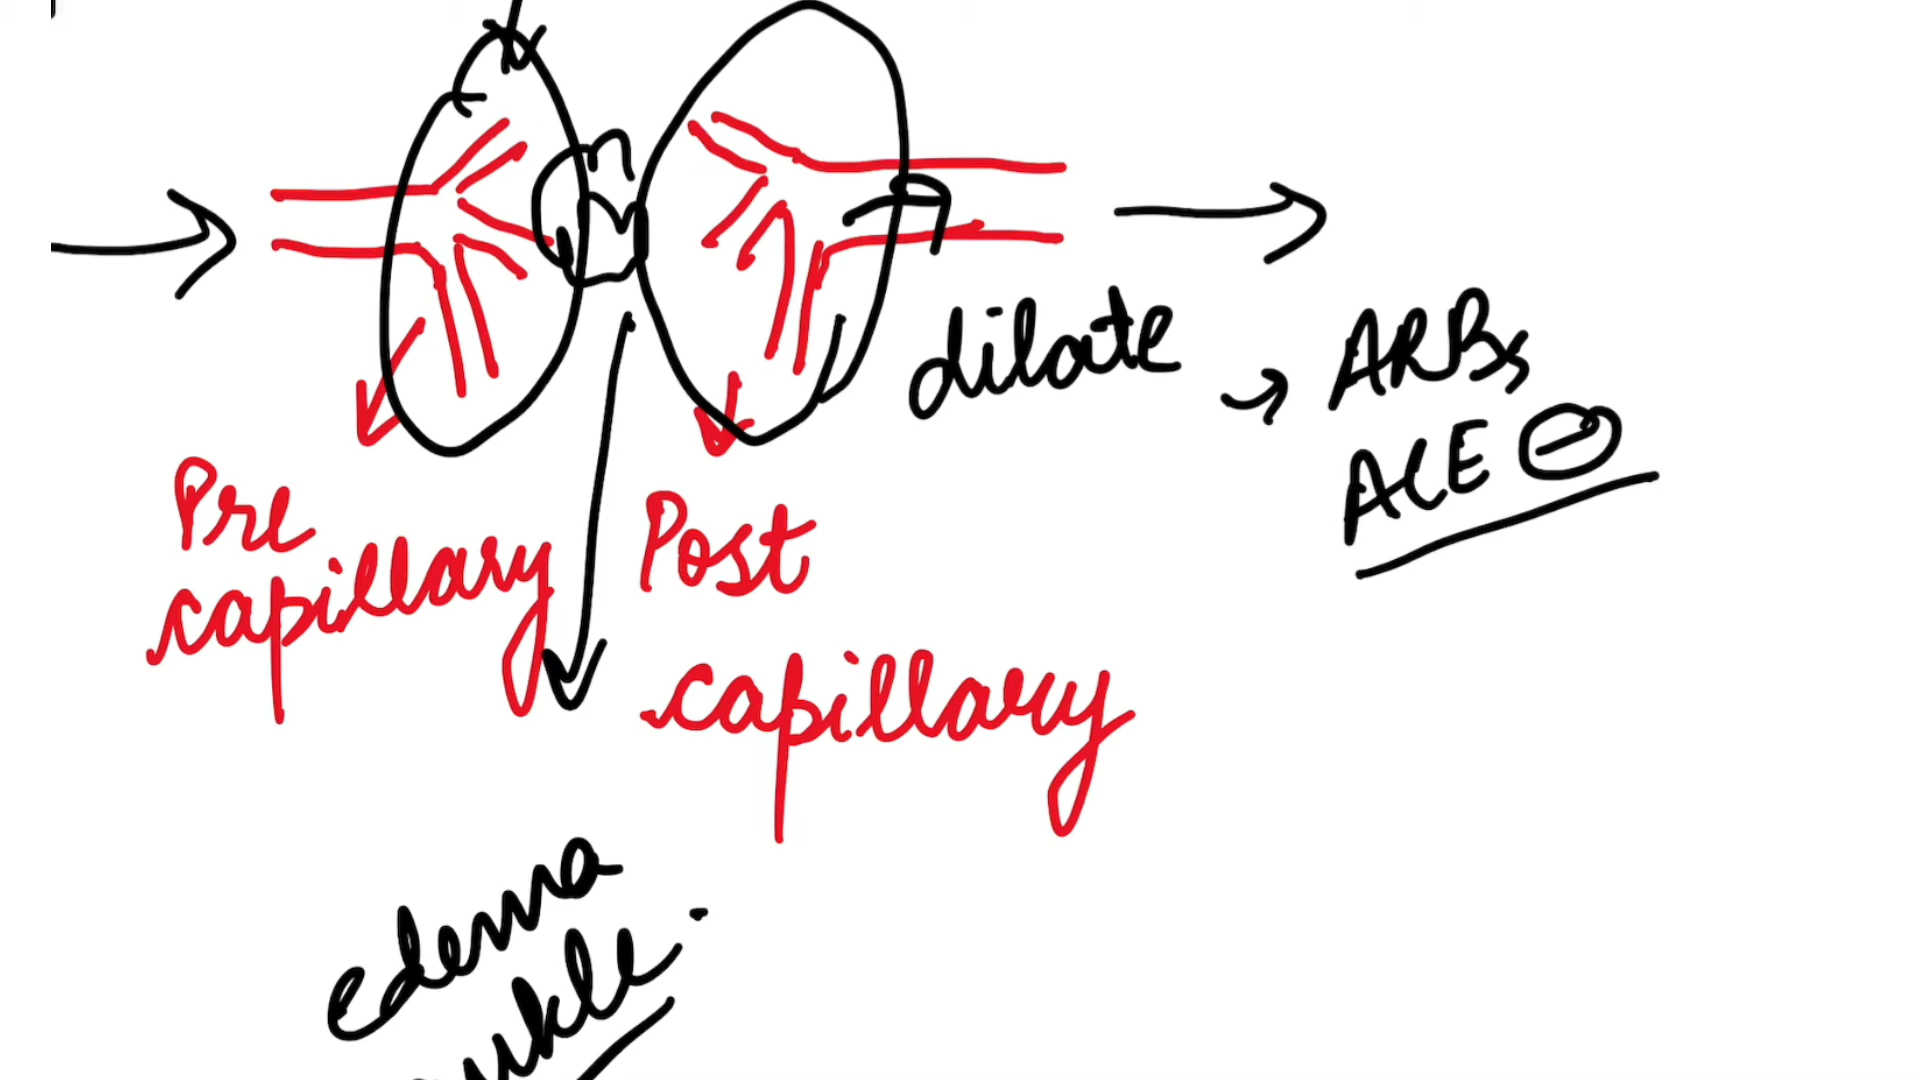 dilate → ARBs
ACE ⊖
Pre
capillary
Post
capillary
edema
ankle